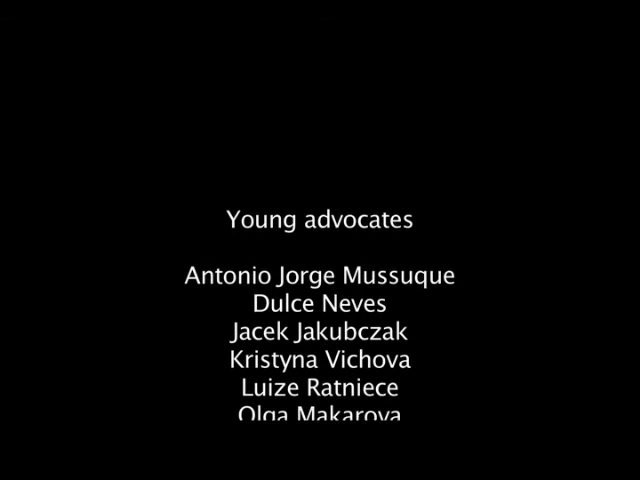 Young advocates
Antonio Jorge Mussuque
Dulce Neves
Jacek Jakubczak
Kristyna Vichova
Luize Ratniece
Olga Makarova